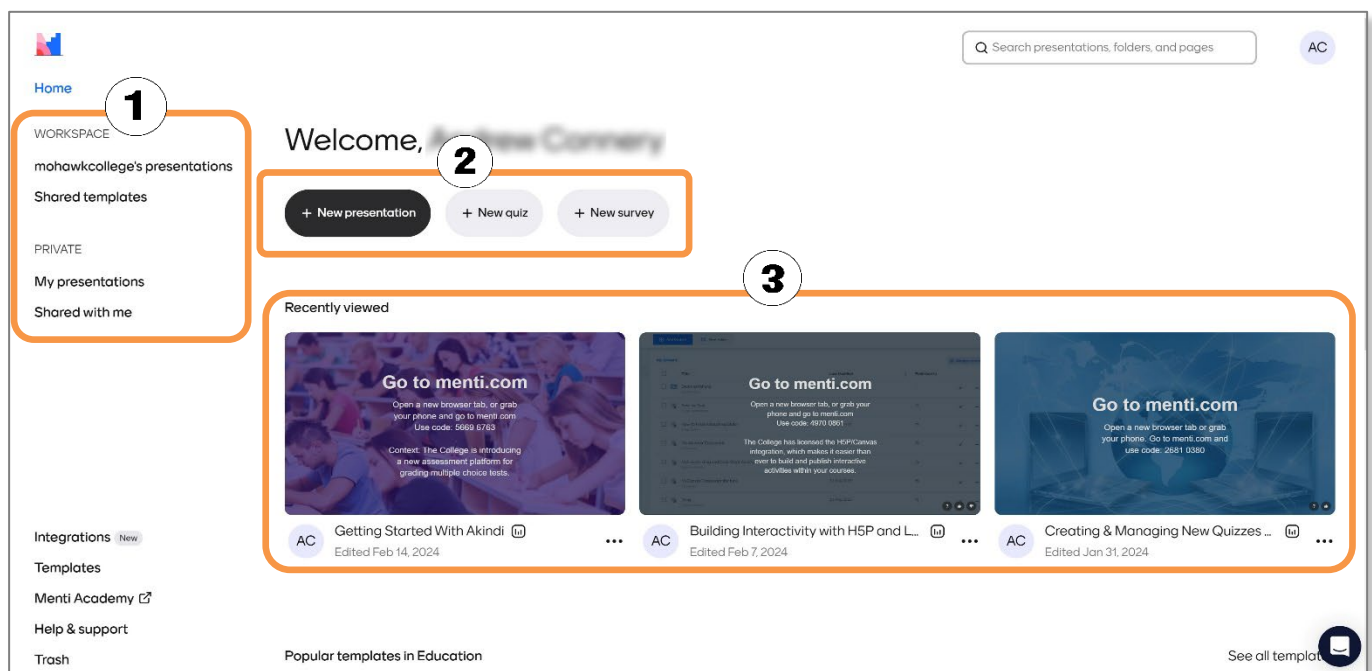 Search presentations, folders, and pages
AC
Home
1
WORKSPACE
mohawkcollege's presentations
Shared templates
PRIVATE
My presentations
Shared with me
Welcome,
2
+ New presentation
+ New quiz
+ New survey
3
Recently viewed
Go to menti.com
Open a new browser tab, or grab
your phone and go to menti.com
Use code: 5669 6763
Context: The College is introducing
a new assessment platform for
grading multiple choice tests.
AC
Getting Started With Akindi
Edited Feb 14, 2024
Go to menti.com
Open a new browser tab, or grab your
phone and go to menti.com
Use code: 4970 0861
The College has licensed the H5P/Canvas
integration, which makes it easier than
ever to build and publish interactive
activities within your courses.
AC
Building Interactivity with H5P and L...
Edited Feb 7, 2024
Go to menti.com
Open a new browser tab or grab
your phone. Go to menti.com and
use code: 2681 0380
AC
Creating & Managing New Quizzes ...
Edited Jan 31, 2024
Integrations New
Templates
Menti Academy
Help & support
Trash
Popular templates in Education
See all templat